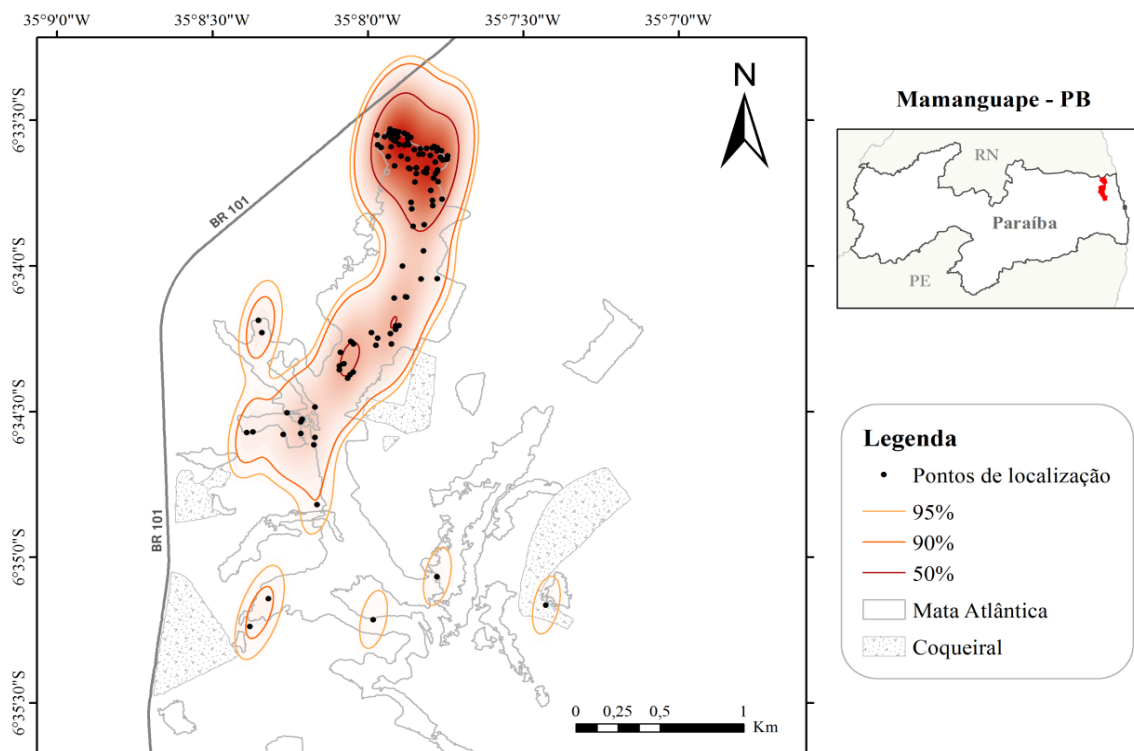 35°9'0"W
35°8'30"W
35°8'0"W
35°7'30"W
35°7'0"W
6°33'30"S
6°34'0"S
6°34'30"S
6°35'0"S
6°35'30"S
BR 101
BR 101
N
0 0,25 0,5 1
Km
Mamanguape - PB
RN
Paraíba
PE
Legenda
Pontos de localização
95%
90%
50%
Mata Atlântica
Coqueiral